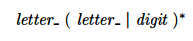 letter_ ( letter_ | digit )*